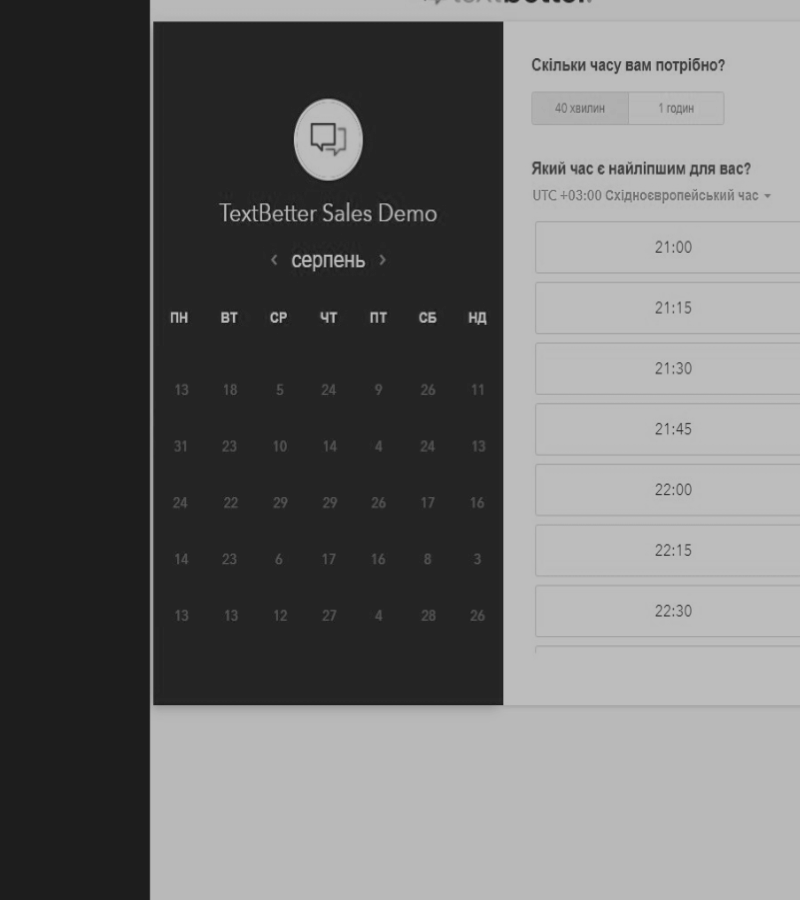 TextBetter Sales Demo
‹ серпень ›
ПН ВТ СР ЧТ ПТ СБ НД
13 18 5 24 9 26 11
31 23 10 14 4 24 13
24 22 29 29 26 17 16
14 23 6 17 16 8 3
13 13 12 27 4 28 26
Скільки часу вам потрібно?
40 хвилин 1 годин
Який час є найліпшим для вас?
UTC +03:00 Східноєвропейський час
21:00
21:15
21:30
21:45
22:00
22:15
22:30